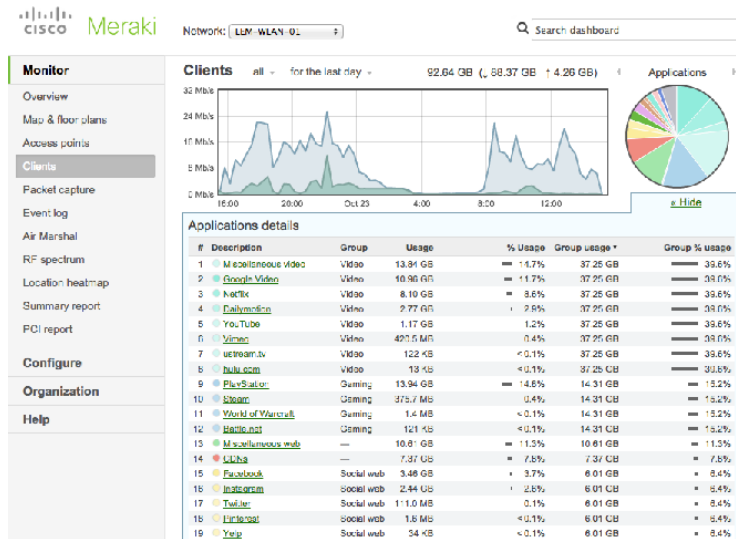 CISCO Meraki
Network: LEM-WLAN-01
Search dashboard
Monitor
Overview
Map & floor plans
Access points
Clients
Packet capture
Event log
Air Marshal
RF spectrum
Location heatmap
Summary report
PCI report
Configure
Organization
Help
Clients all for the last day 92.64 GB (↓ 88.37 GB ↑ 4.26 GB) Applications
32 Mb/s
24 Mb/s
16 Mb/s
8 Mb/s
0 Mb/s
16:00 20:00 Oct 23 4:00 8:00 12:00
« Hide
Applications details
# Description Group Usage % Usage Group usage ▼ Group % usage
1 Miscellaneous video Video 13.84 GB 14.7% 37.25 GB 39.6%
2 Google Video Video 10.96 GB 11.7% 37.25 GB 39.6%
3 Netflix Video 8.10 GB 8.6% 37.25 GB 39.6%
4 Dailymotion Video 2.77 GB 2.9% 37.25 GB 39.6%
5 YouTube Video 1.17 GB 1.2% 37.25 GB 39.6%
6 Vimeo Video 420.5 MB 0.4% 37.25 GB 39.6%
7 ustream.tv Video 122 KB <0.1% 37.25 GB 39.6%
8 hulu.com Video 13 KB <0.1% 37.25 GB 39.6%
9 PlayStation Gaming 13.94 GB 14.8% 14.31 GB 15.2%
10 Steam Gaming 375.7 MB 0.4% 14.31 GB 15.2%
11 World of Warcraft Gaming 1.4 MB <0.1% 14.31 GB 15.2%
12 Battle.net Gaming 121 KB <0.1% 14.31 GB 15.2%
13 Miscellaneous web — 10.61 GB 11.3% 10.61 GB 11.3%
14 CDNs — 7.37 GB 7.8% 7.37 GB 7.8%
15 Facebook Social web 3.46 GB 3.7% 6.01 GB 6.4%
16 Instagram Social web 2.44 GB 2.6% 6.01 GB 6.4%
17 Twitter Social web 111.0 MB 0.1% 6.01 GB 6.4%
18 Pinterest Social web 1.6 MB <0.1% 6.01 GB 6.4%
19 Yelp Social web 34 KB <0.1% 6.01 GB 6.4%